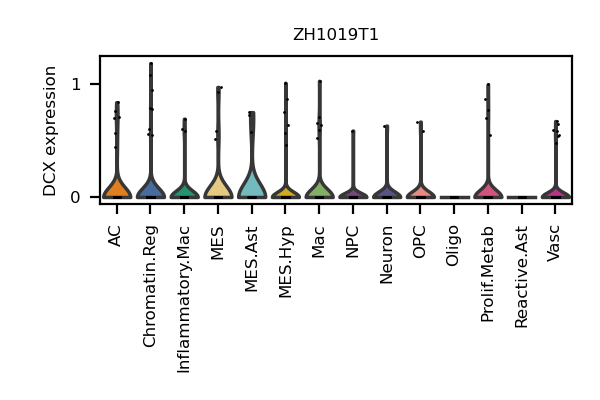 ZH1019T1
DCX expression
1
0
AC
Chromatin.Reg
Inflammatory.Mac
MES
MES.Ast
MES.Hyp
Mac
NPC
Neuron
OPC
Oligo
Prolif.Metab
Reactive.Ast
Vasc